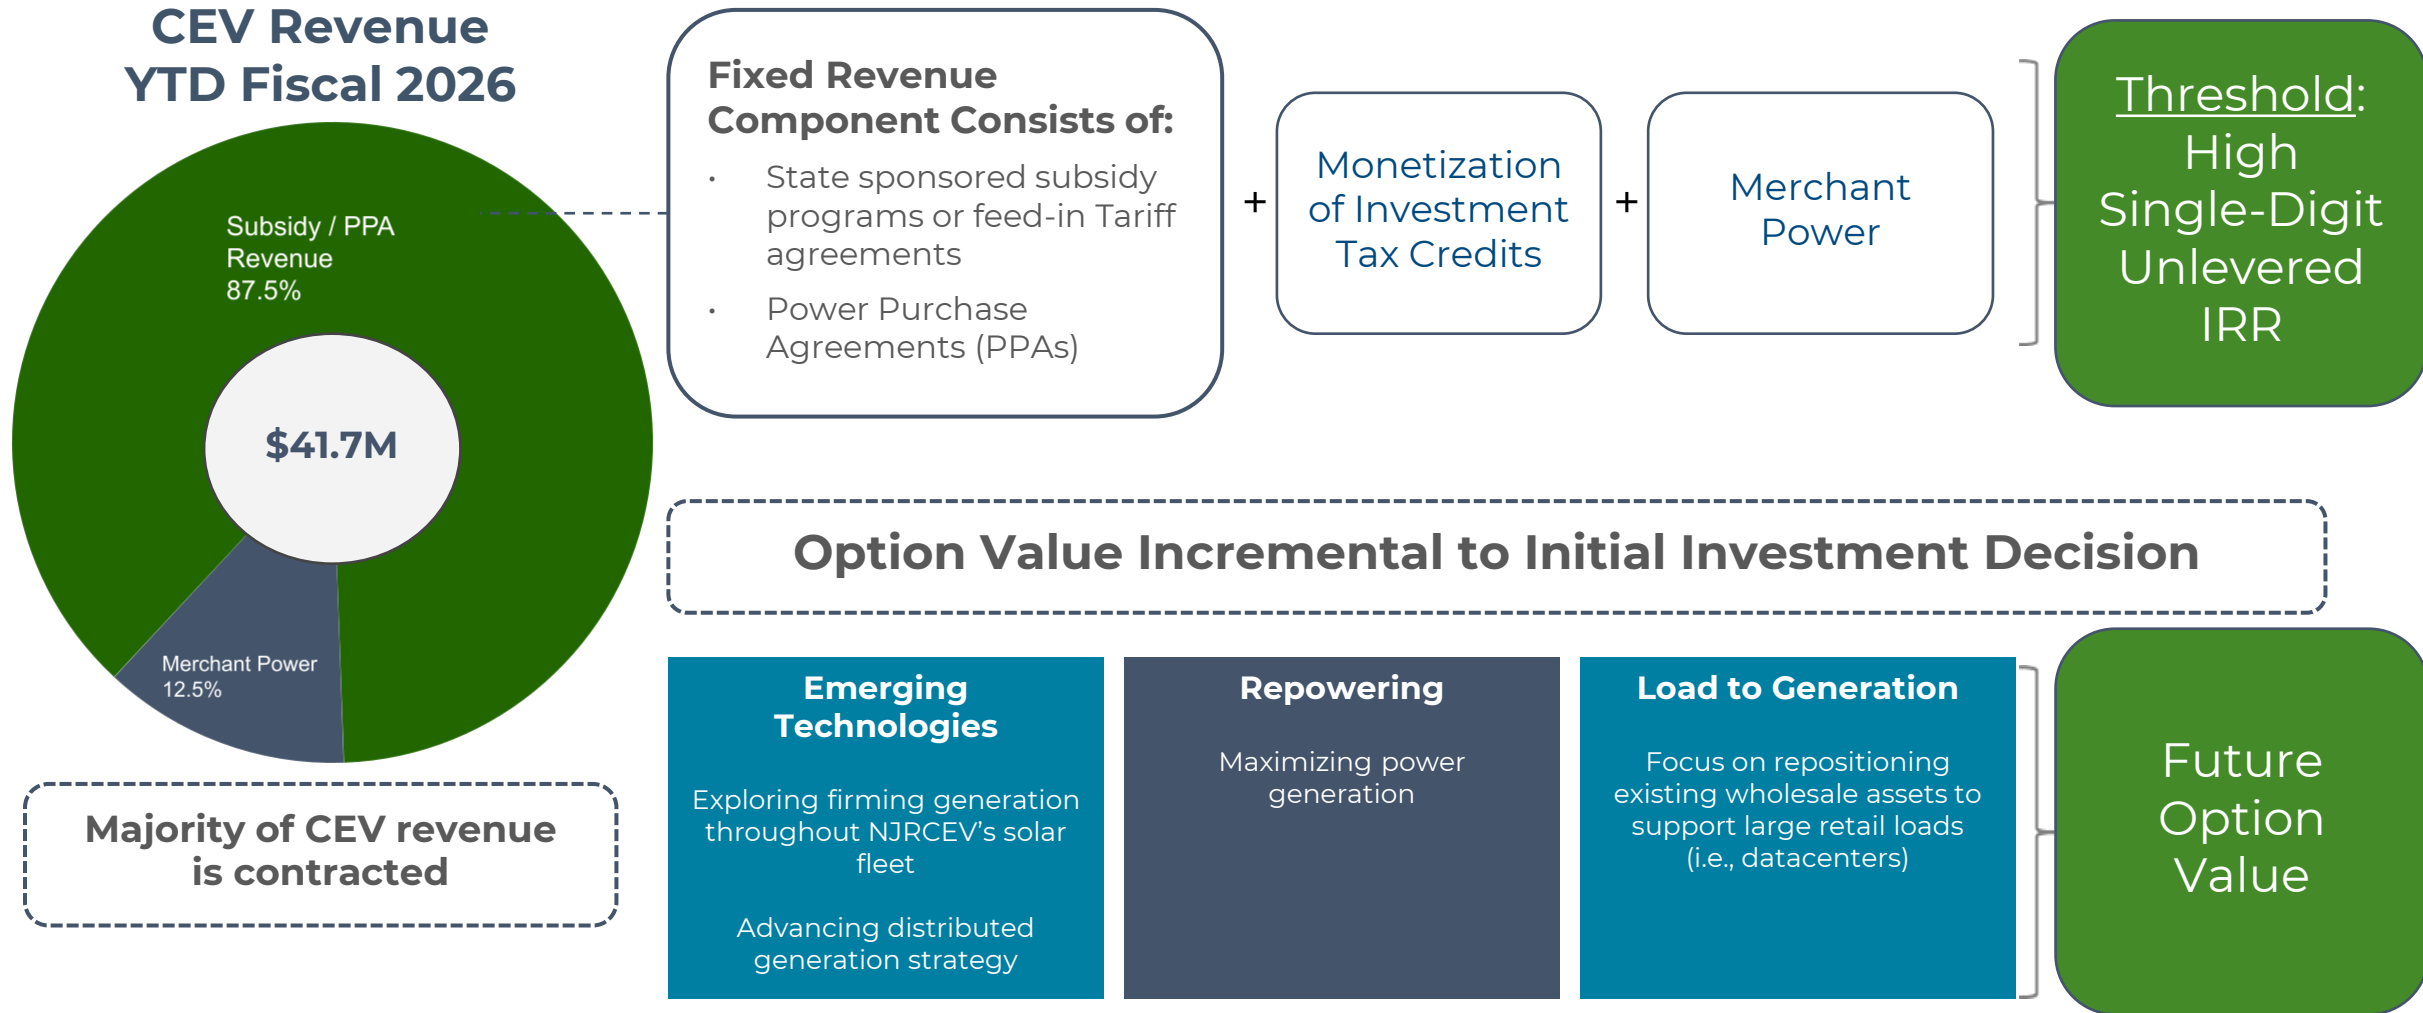 CEV Revenue
YTD Fiscal 2026
Subsidy / PPA
Revenue
87.5%
$41.7M
Merchant Power
12.5%
Majority of CEV revenue
is contracted
Fixed Revenue
Component Consists of:
• State sponsored subsidy
programs or feed-in Tariff
agreements
• Power Purchase
Agreements (PPAs)
+
Monetization
of Investment
Tax Credits
+
Merchant
Power
Threshold:
High
Single-Digit
Unlevered
IRR
Option Value Incremental to Initial Investment Decision
Emerging
Technologies
Exploring firming generation
throughout NJRCEV’s solar
fleet
Advancing distributed
generation strategy
Repowering
Maximizing power
generation
Load to Generation
Focus on repositioning
existing wholesale assets to
support large retail loads
(i.e., datacenters)
Future
Option
Value